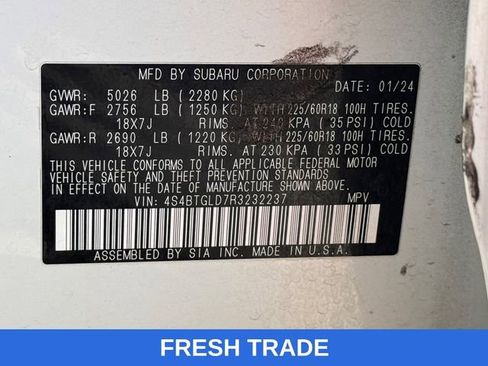 MFD BY SUBARU CORPORATION
DATE: 01/24
GVWR: 5026 LB (2280 KG)
GAWR:F 2756 LB (1250 KG) WITH 225/60R18 100H TIRES.
18X7J RIMS. AT 240 KPA (35 PSI) COLD
GAWR:R 2690 LB (1220 KG) WITH 225/60R18 100H TIRES.
18X7J RIMS. AT 230 KPA (33 PSI) COLD
THIS VEHICLE CONFORMS TO ALL APPLICABLE FEDERAL MOTOR
VEHICLE SAFETY AND THEFT PREVENTION STANDARDS IN EFFECT
ON THE DATE OF MANUFACTURE SHOWN ABOVE.
VIN: 4S4BTGLD7R3232237 MPV
ASSEMBLED BY SIA INC. MADE IN U.S.A.
FRESH TRADE